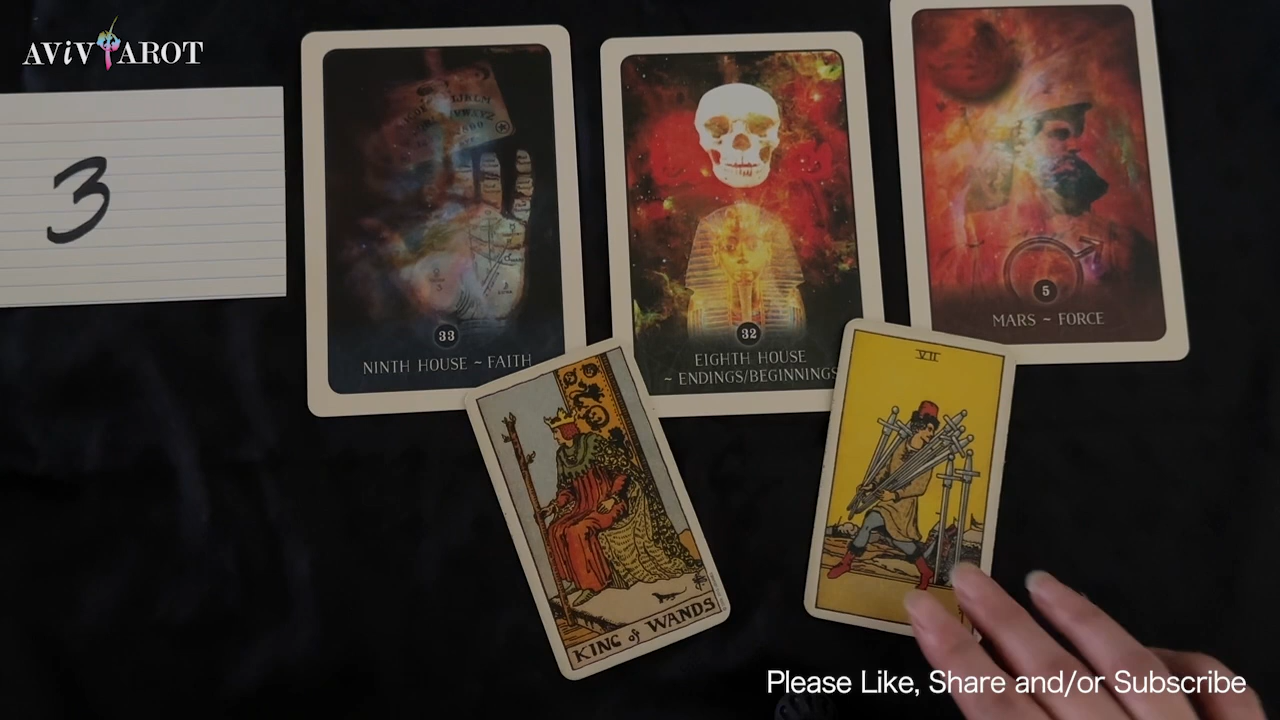 AViV TAROT
3
33
NINTH HOUSE ~ FAITH
32
EIGHTH HOUSE
~ ENDINGS/BEGINNINGS
5
MARS ~ FORCE
KING of WANDS
VII
Please Like, Share and/or Subscribe